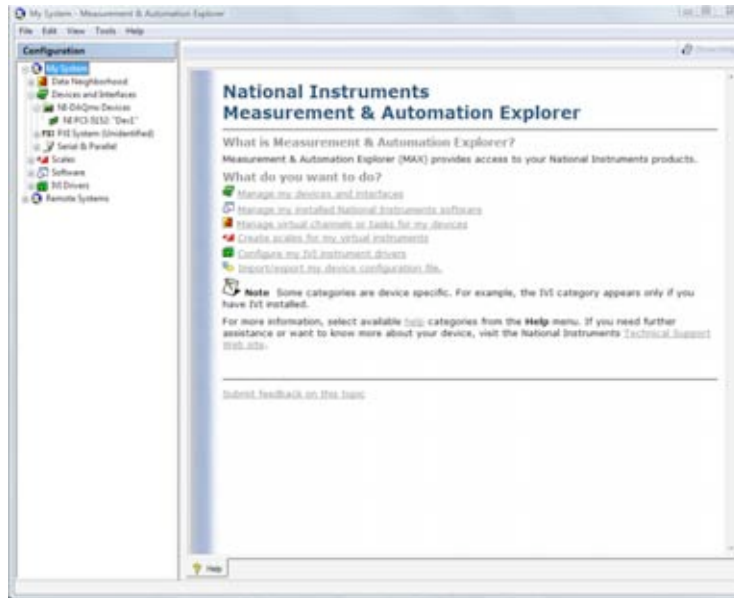 My System - Measurement & Automation Explorer
File Edit View Tools Help
Configuration
My System
Data Neighborhood
Devices and Interfaces
NI-DAQmx Devices
"Dev1"
PXI PXI System (Unidentified)
Serial & Parallel
Scales
Software
IVI Drivers
Remote Systems
National Instruments
Measurement & Automation Explorer
What is Measurement & Automation Explorer?
Measurement & Automation Explorer (MAX) provides access to your National Instruments products.
What do you want to do?
Manage my devices and interfaces
Manage my installed National Instruments software
Manage virtual channels or tasks for my devices
Create scales for my virtual instruments
Configure my IVI instrument drivers
Import/export my device configuration file.
Note Some categories are device specific. For example, the IVI category appears only if you
have IVI installed.
For more information, select available help categories from the Help menu. If you need further
assistance or want to know more about your device, visit the National Instruments Technical Support
Web site.
Submit feedback on this topic
Help